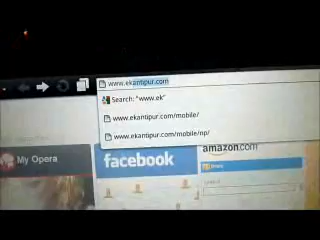 www.ekantipur.com
Search: "www.ek"
www.ekantipur.com/mobile/
www.ekantipur.com/mobile/np/
My Opera
facebook
amazon.com